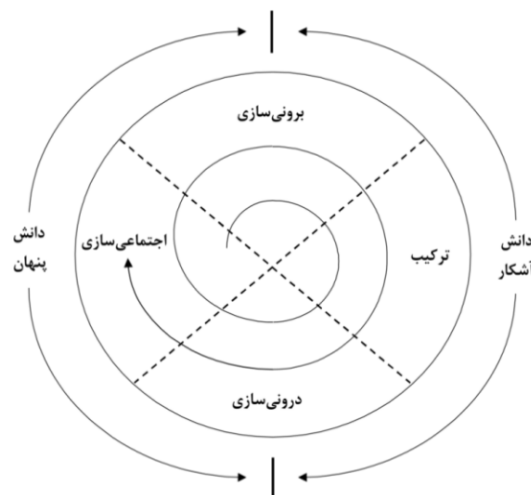 برونی‌سازی
دانش
آشکار
ترکیب
اجتماعی‌سازی
دانش
پنهان
درونی‌سازی